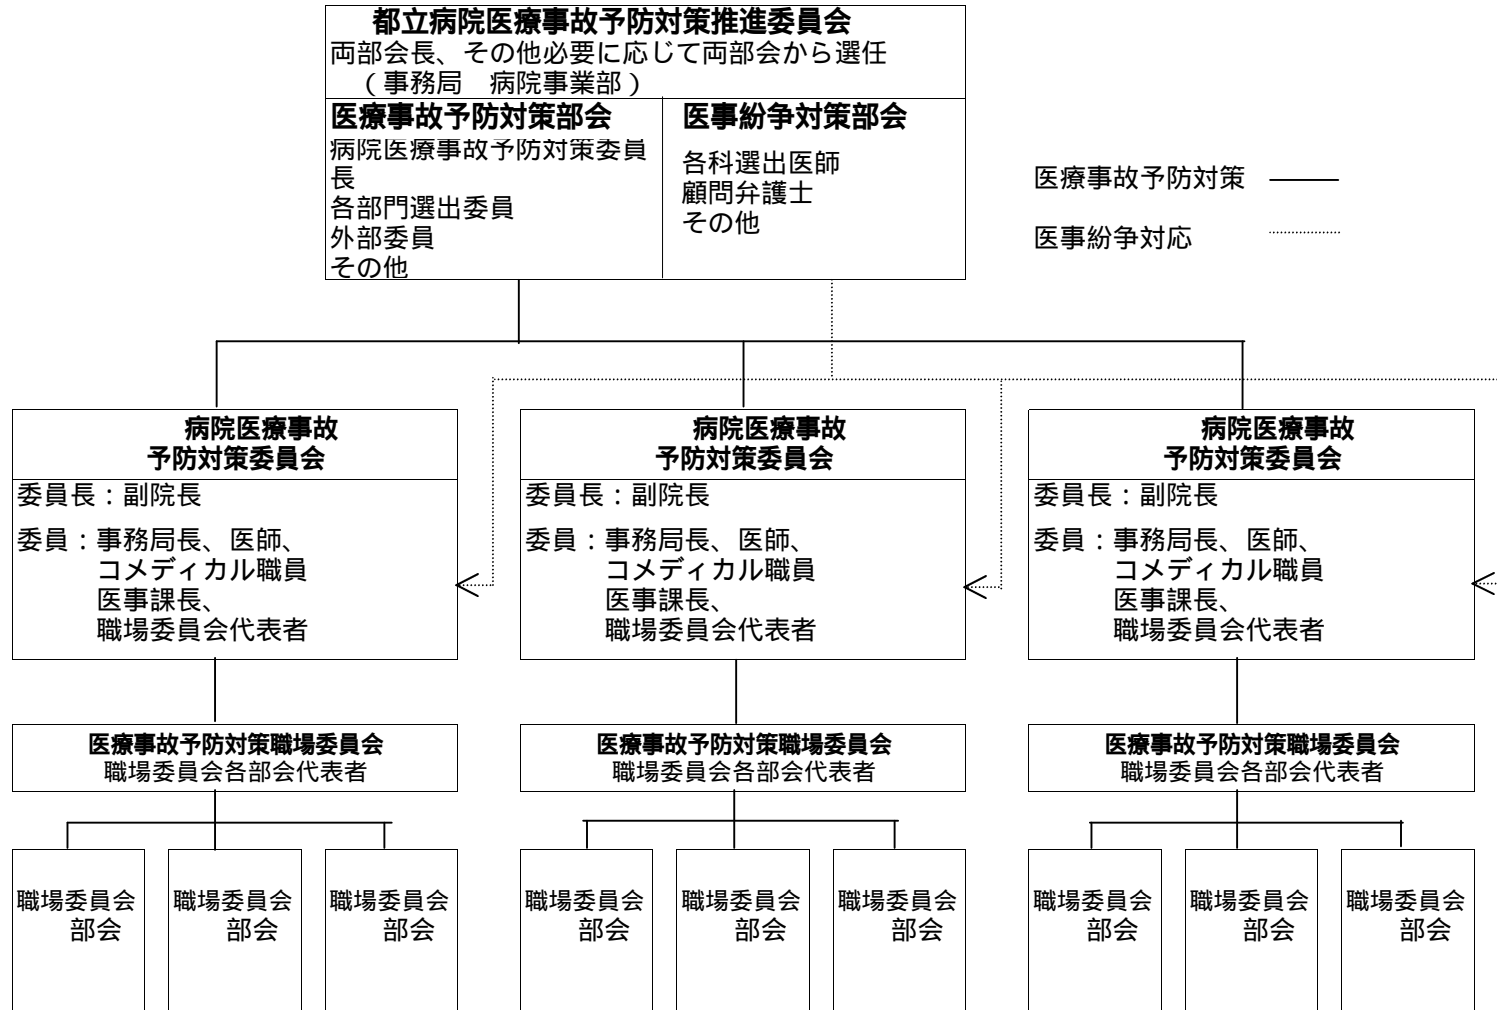 都立病院医療事故予防対策推進委員会
両部会長、その他必要に応じて両部会から選任
（事務局　病院事業部）
医療事故予防対策部会
病院医療事故予防対策委員
長
各部門選出委員
外部委員
その他
医事紛争対策部会
各科選出医師
顧問弁護士
その他
医療事故予防対策
医事紛争対応
病院医療事故
予防対策委員会
委員長：副院長
委員：事務局長、医師、
コメディカル職員
医事課長、
職場委員会代表者
病院医療事故
予防対策委員会
委員長：副院長
委員：事務局長、医師、
コメディカル職員
医事課長、
職場委員会代表者
病院医療事故
予防対策委員会
委員長：副院長
委員：事務局長、医師、
コメディカル職員
医事課長、
職場委員会代表者
医療事故予防対策職場委員会
職場委員会各部会代表者
医療事故予防対策職場委員会
職場委員会各部会代表者
医療事故予防対策職場委員会
職場委員会各部会代表者
職場委員会
部会
職場委員会
部会
職場委員会
部会
職場委員会
部会
職場委員会
部会
職場委員会
部会
職場委員会
部会
職場委員会
部会
職場委員会
部会